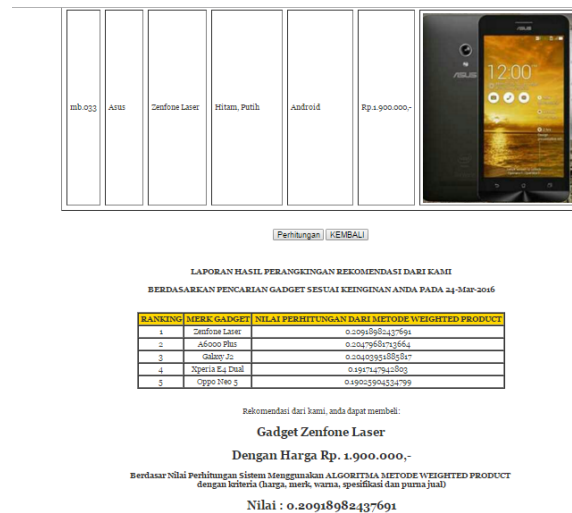 mb.033 Asus Zenfone Laser Hitam, Putih Android Rp.1.900.000,-
ASUS
/ISUS
12:00
Perhitungan KEMBALI
LAPORAN HASIL PERANGKINGAN REKOMENDASI DARI KAMI
BERDASARKAN PENCARIAN GADGET SESUAI KEINGINAN ANDA PADA 24-Mar-2016
RANKING MERK GADGET NILAI PERHITUNGAN DARI METODE WEIGHTED PRODUCT
1 Zenfone Laser 0.20918982437691
2 A6000 Plus 0.20479681713664
3 Galaxy J2 0.20403951885817
4 Xperia E4 Dual 0.1917147942803
5 Oppo Neo 5 0.19025904534799
Rekomendasi dari kami, anda dapat membeli:
Gadget Zenfone Laser
Dengan Harga Rp. 1.900.000,-
Berdasar Nilai Perhitungan Sistem Menggunakan ALGORITMA METODE WEIGHTED PRODUCT
dengan kriteria (harga, merk, warna, spesifikasi dan purna jual)
Nilai : 0.20918982437691